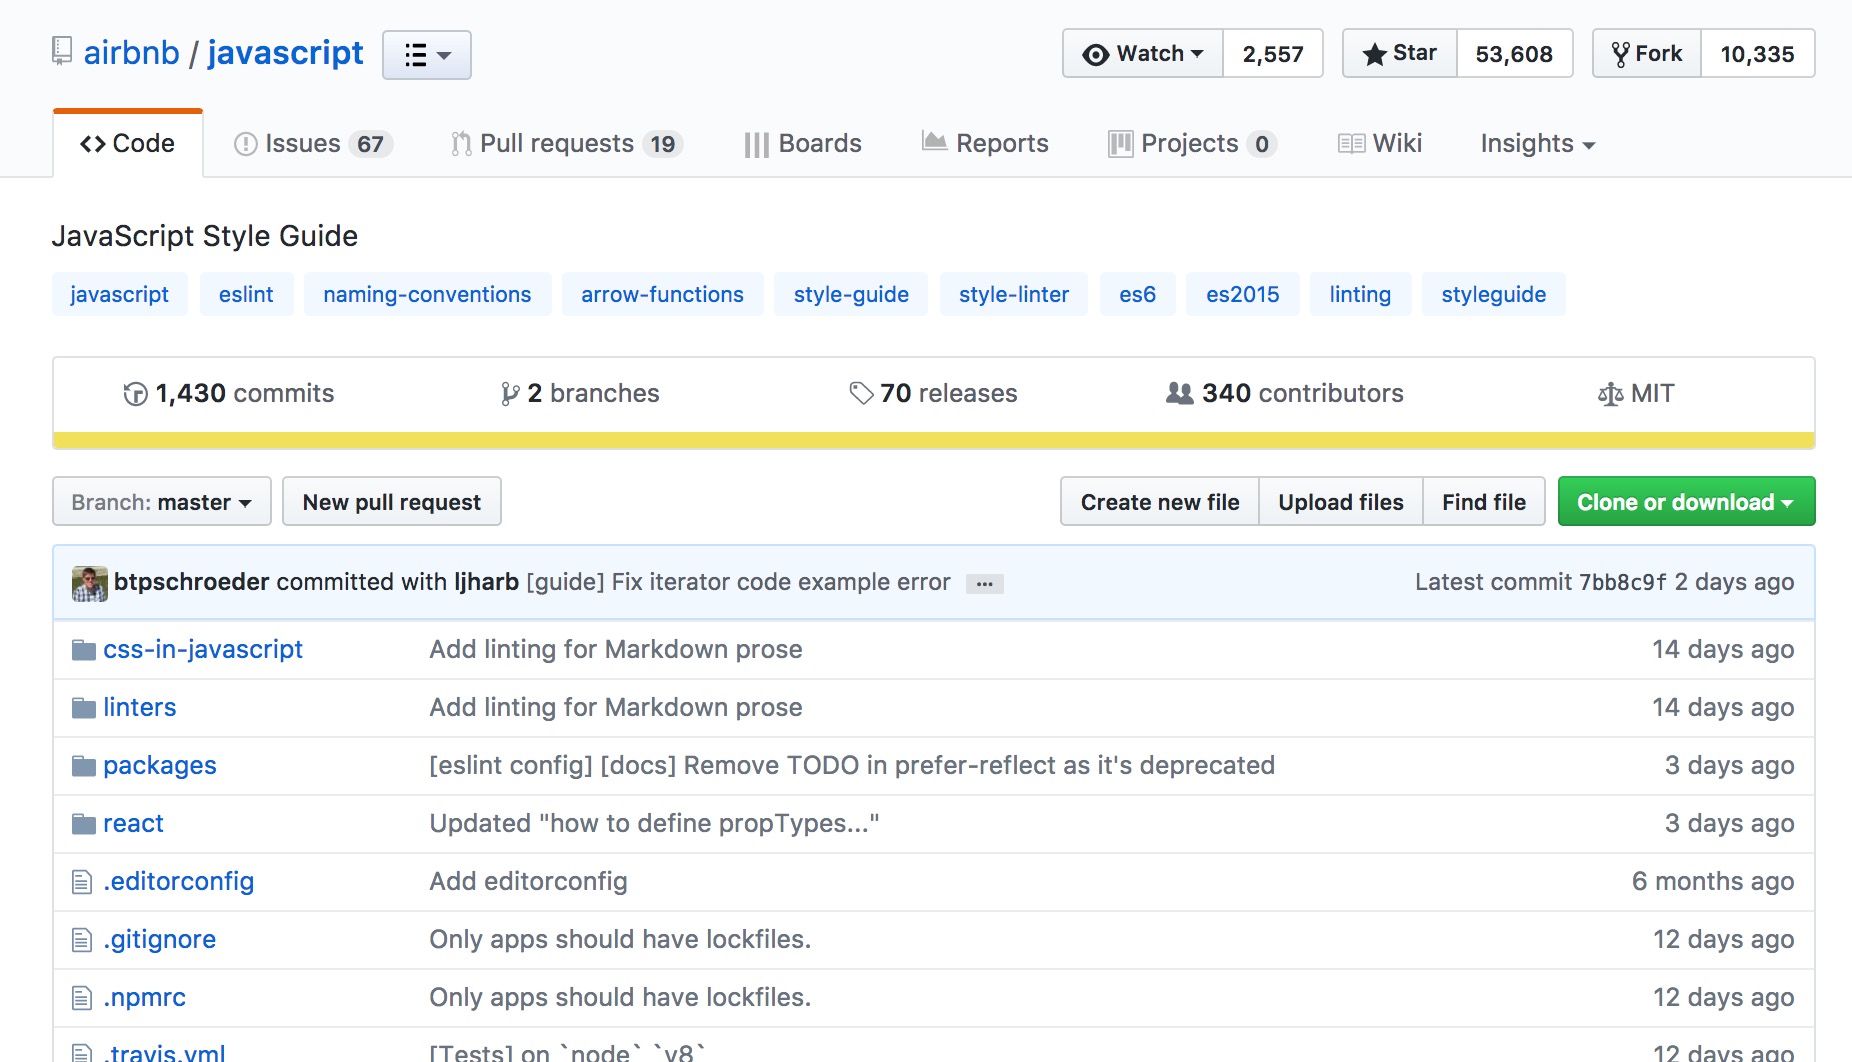 airbnb / javascript
Watch 2,557 Star 53,608 Fork 10,335
Code Issues 67 Pull requests 19 Boards Reports Projects 0 Wiki Insights
JavaScript Style Guide
javascript eslint naming-conventions arrow-functions style-guide style-linter es6 es2015 linting styleguide
1,430 commits 2 branches 70 releases 340 contributors MIT
Branch: master New pull request Create new file Upload files Find file Clone or download
btpschroeder committed with ljharb [guide] Fix iterator code example error ... Latest commit 7bb8c9f 2 days ago
css-in-javascript Add linting for Markdown prose 14 days ago
linters Add linting for Markdown prose 14 days ago
packages [eslint config] [docs] Remove TODO in prefer-reflect as it's deprecated 3 days ago
react Updated "how to define propTypes..." 3 days ago
.editorconfig Add editorconfig 6 months ago
.gitignore Only apps should have lockfiles. 12 days ago
.npmrc Only apps should have lockfiles. 12 days ago
.travis.yml [Tests] on `node` `v8` 12 days ago